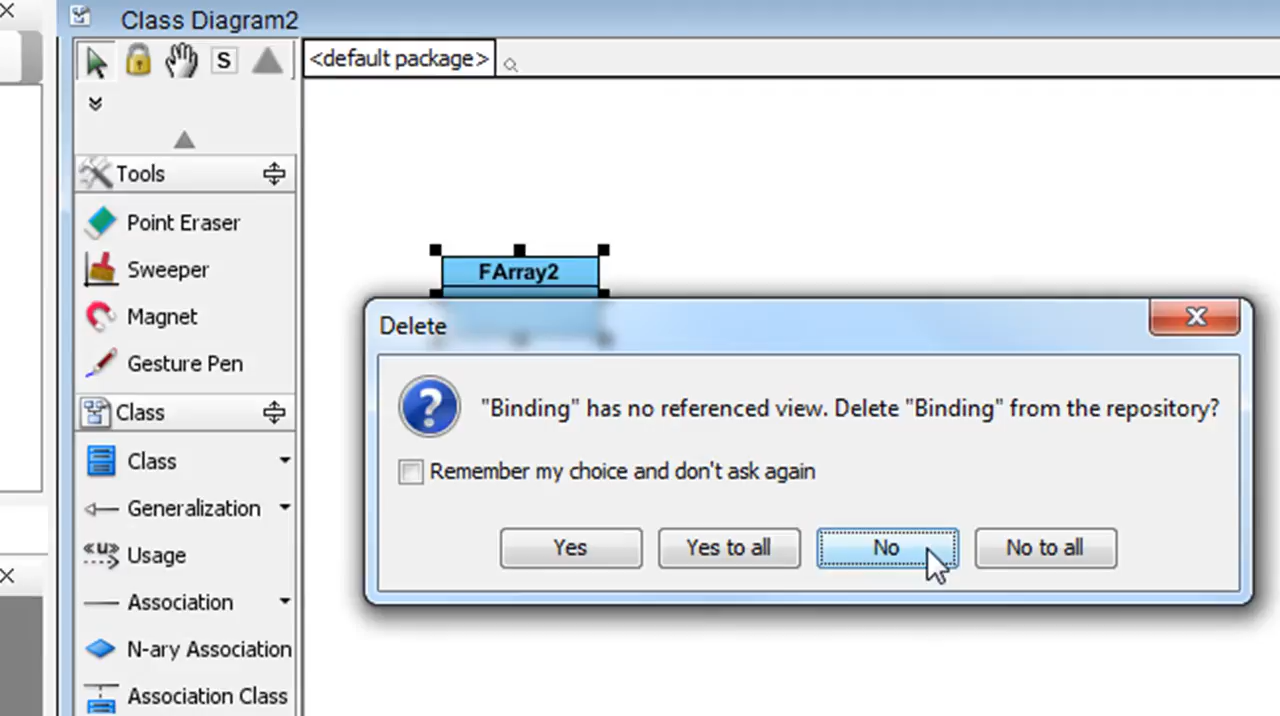 Class Diagram2
S
<default package>
Tools
Point Eraser
Sweeper
Magnet
Gesture Pen
Class
Class
Generalization
«U»
Usage
Association
N-ary Association
Association Class
FArray2
Delete
"Binding" has no referenced view. Delete "Binding" from the repository?
Remember my choice and don't ask again
Yes
Yes to all
No
No to all